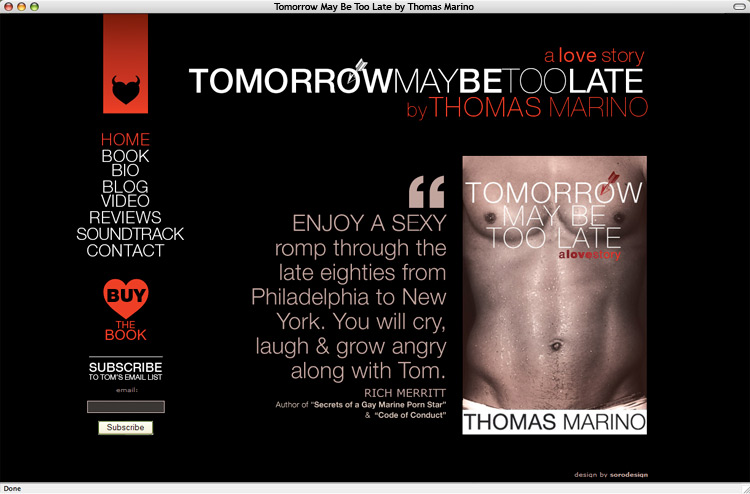 Tomorrow May Be Too Late by Thomas Marino
a love story
TOMORROWMAYBETOOLATE
by THOMAS MARINO
HOME
BOOK
BIO
BLOG
VIDEO
REVIEWS
SOUNDTRACK
CONTACT
BUY
THE
BOOK
SUBSCRIBE
TO TOM'S EMAIL LIST
email:
Subscribe
“
ENJOY A SEXY
romp through the
late eighties from
Philadelphia to New
York. You will cry,
laugh & grow angry
along with Tom.
RICH MERRITT
Author of “Secrets of a Gay Marine Porn Star”
& “Code of Conduct”
TOMORROW
MAY BE
TOO LATE
alovestory
THOMAS MARINO
design by sorodesign
Done